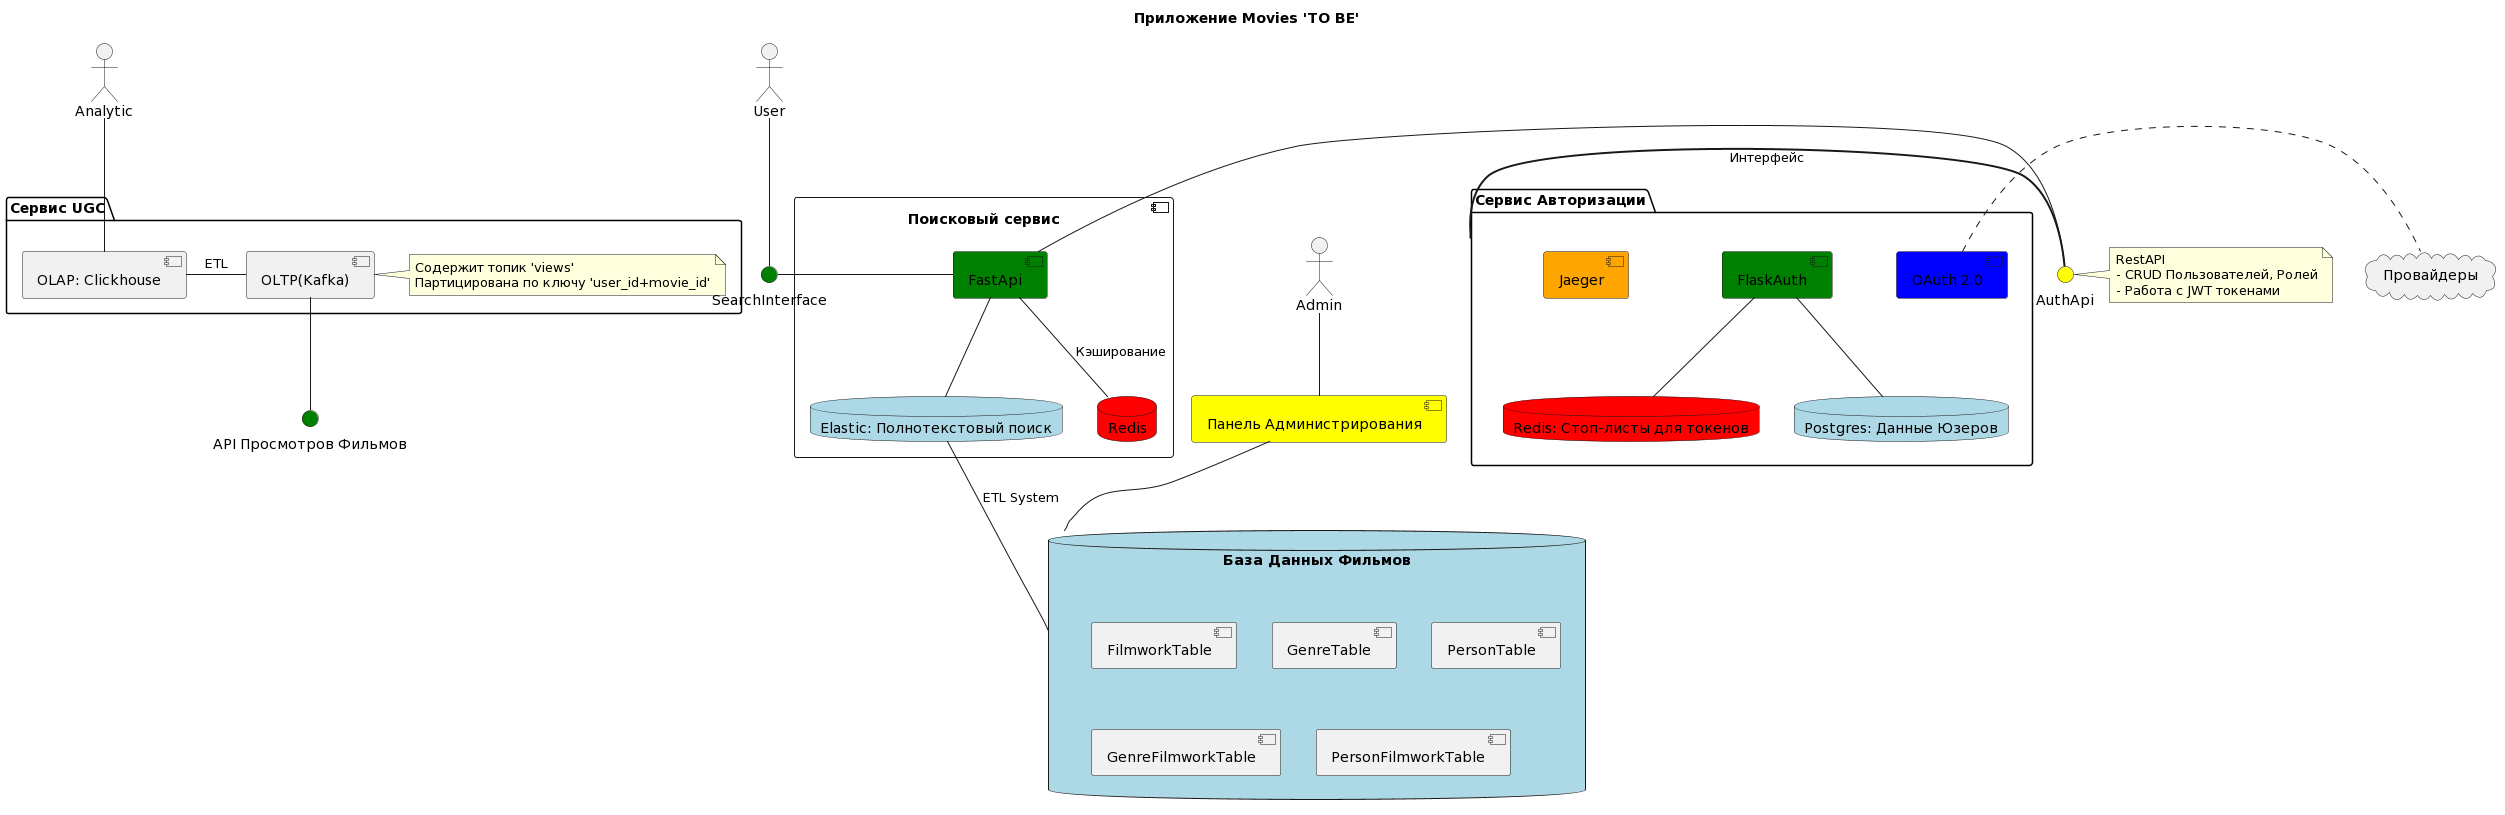 Приложение Movies 'TO BE'
Analytic
User
Сервис UGC
OLAP: Clickhouse
ETL
OLTP(Kafka)
Содержит топик 'views'
Партицирована по ключу 'user_id+movie_id'
API Просмотров Фильмов
SearchInterface
Поисковый сервис
FastApi
Кэширование
Elastic: Полнотекстовый поиск
Redis
ETL System
Admin
Панель Администрирования
Интерфейс
Сервис Авторизации
Jaeger
FlaskAuth
OAuth 2.0
Redis: Стоп-листы для токенов
Postgres: Данные Юзеров
AuthApi
RestAPI
- CRUD Пользователей, Ролей
- Работа с JWT токенами
Провайдеры
База Данных Фильмов
FilmworkTable
GenreTable
PersonTable
GenreFilmworkTable
PersonFilmworkTable